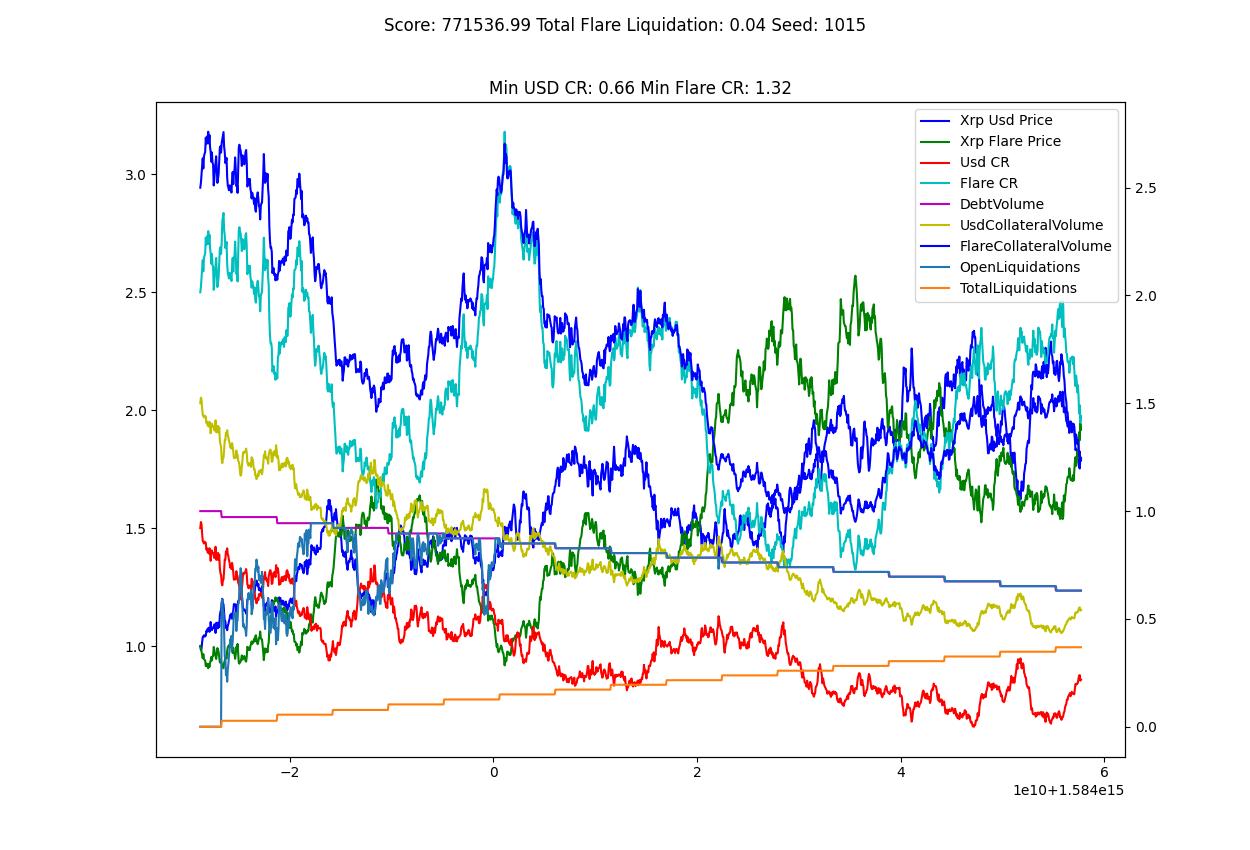 Score: 771536.99 Total Flare Liquidation: 0.04 Seed: 1015
Min USD CR: 0.66 Min Flare CR: 1.32
Xrp Usd Price
Xrp Flare Price
Usd CR
Flare CR
DebtVolume
UsdCollateralVolume
FlareCollateralVolume
OpenLiquidations
TotalLiquidations
3.0
2.5
2.0
1.5
1.0
2.5
2.0
1.5
1.0
0.5
0.0
−2 0 2 4 6
1e10+1.584e15